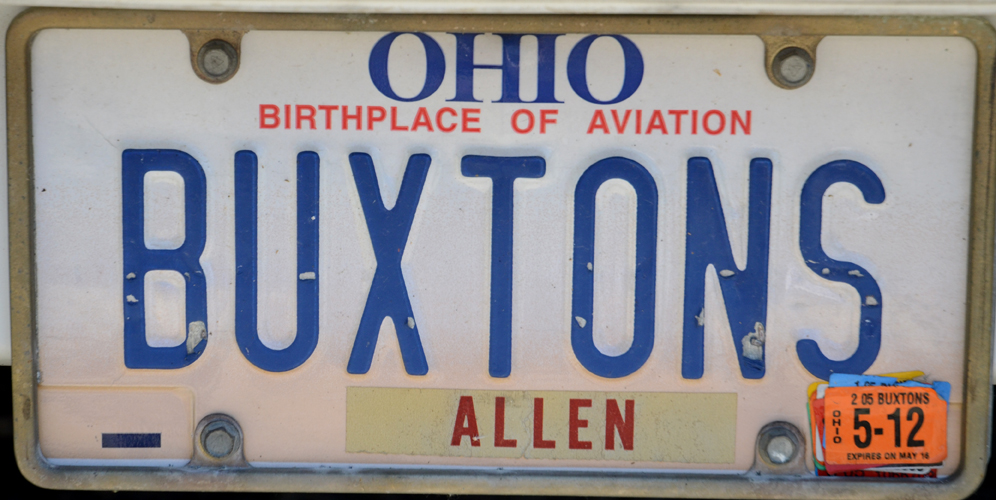 OHIO
BIRTHPLACE OF AVIATION
BUXTONS
ALLEN
2 05 BUXTONS
OHIO
5-12
EXPIRES ON MAY 16